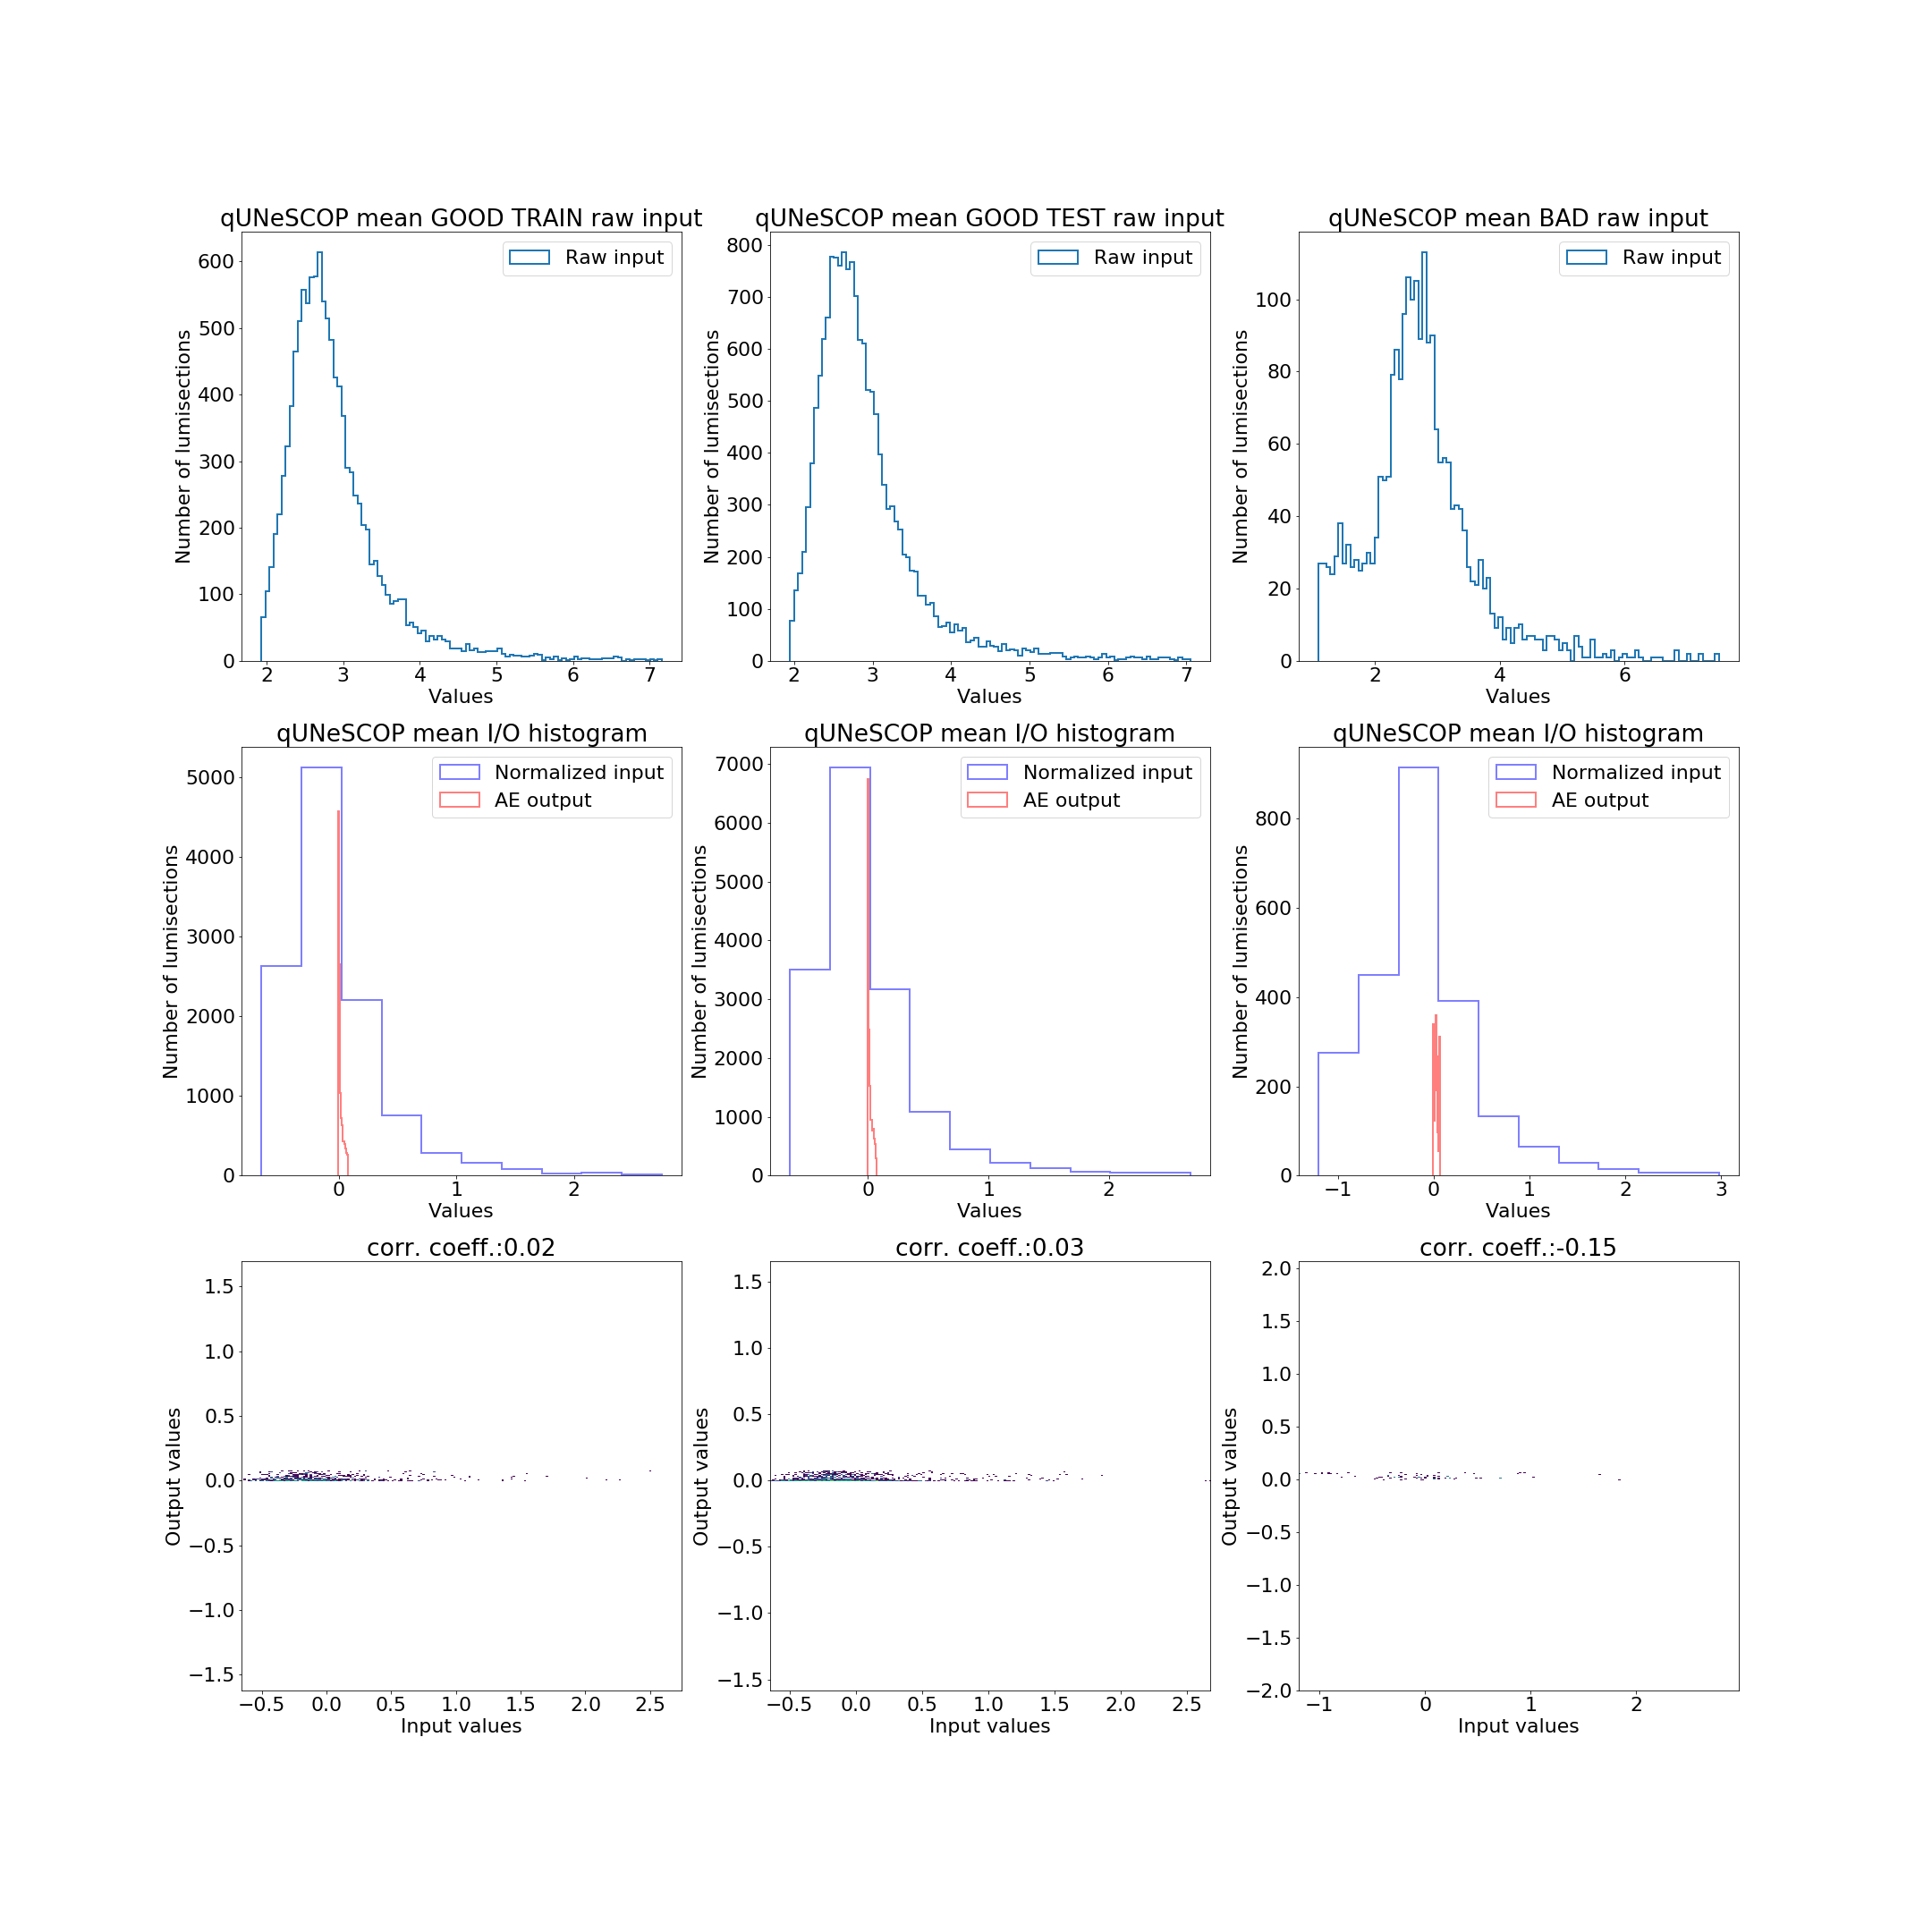 qUNeSCOP mean GOOD TRAIN raw input
Raw input
Number of lumisections
600
500
400
300
200
100
0
2 3 4 5 6 7
Values
qUNeSCOP mean GOOD TEST raw input
Raw input
Number of lumisections
800
700
600
500
400
300
200
100
0
2 3 4 5 6 7
Values
qUNeSCOP mean BAD raw input
Raw input
Number of lumisections
100
80
60
40
20
0
2 4 6
Values
qUNeSCOP mean I/O histogram
Normalized input
AE output
Number of lumisections
5000
4000
3000
2000
1000
0
0 1 2
Values
qUNeSCOP mean I/O histogram
Normalized input
AE output
Number of lumisections
7000
6000
5000
4000
3000
2000
1000
0
0 1 2
Values
qUNeSCOP mean I/O histogram
Normalized input
AE output
Number of lumisections
800
600
400
200
0
−1 0 1 2 3
Values
corr. coeff.:0.02
Output values
1.5
1.0
0.5
0.0
−0.5
−1.0
−1.5
−0.5 0.0 0.5 1.0 1.5 2.0 2.5
Input values
corr. coeff.:0.03
Output values
1.5
1.0
0.5
0.0
−0.5
−1.0
−1.5
−0.5 0.0 0.5 1.0 1.5 2.0 2.5
Input values
corr. coeff.:-0.15
Output values
2.0
1.5
1.0
0.5
0.0
−0.5
−1.0
−1.5
−2.0
−1 0 1 2
Input values